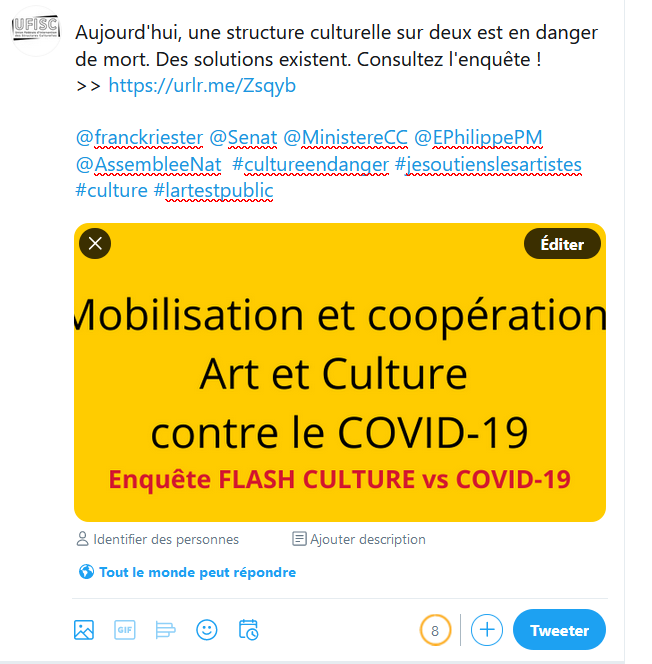 UFISC
Aujourd'hui, une structure culturelle sur deux est en danger
de mort. Des solutions existent. Consultez l'enquête !
>> https://urlr.me/Zsqyb
@franckriester @Senat @MinistereCC @EPhilippePM
@AssembleeNat #cultureendanger #jesoutienslesartistes
#culture #lartestpublic
Éditer
Mobilisation et coopération
Art et Culture
contre le COVID-19
Enquête FLASH CULTURE vs COVID-19
Identifier des personnes
Ajouter description
Tout le monde peut répondre
GIF
8
Tweeter